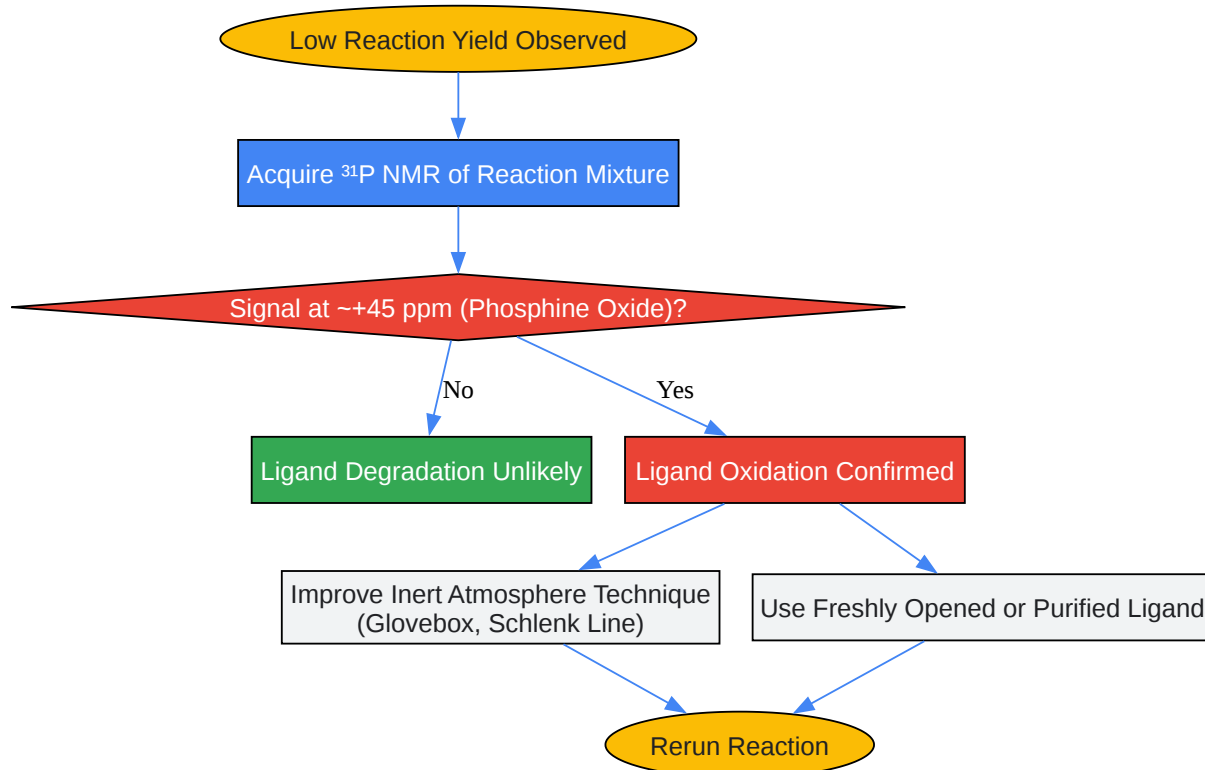 Low Reaction Yield Observed
Acquire ³¹P NMR of Reaction Mixture
Signal at ~+45 ppm (Phosphine Oxide)?
No
Yes
Ligand Degradation Unlikely
Ligand Oxidation Confirmed
Improve Inert Atmosphere Technique
(Glovebox, Schlenk Line)
Use Freshly Opened or Purified Ligand
Rerun Reaction